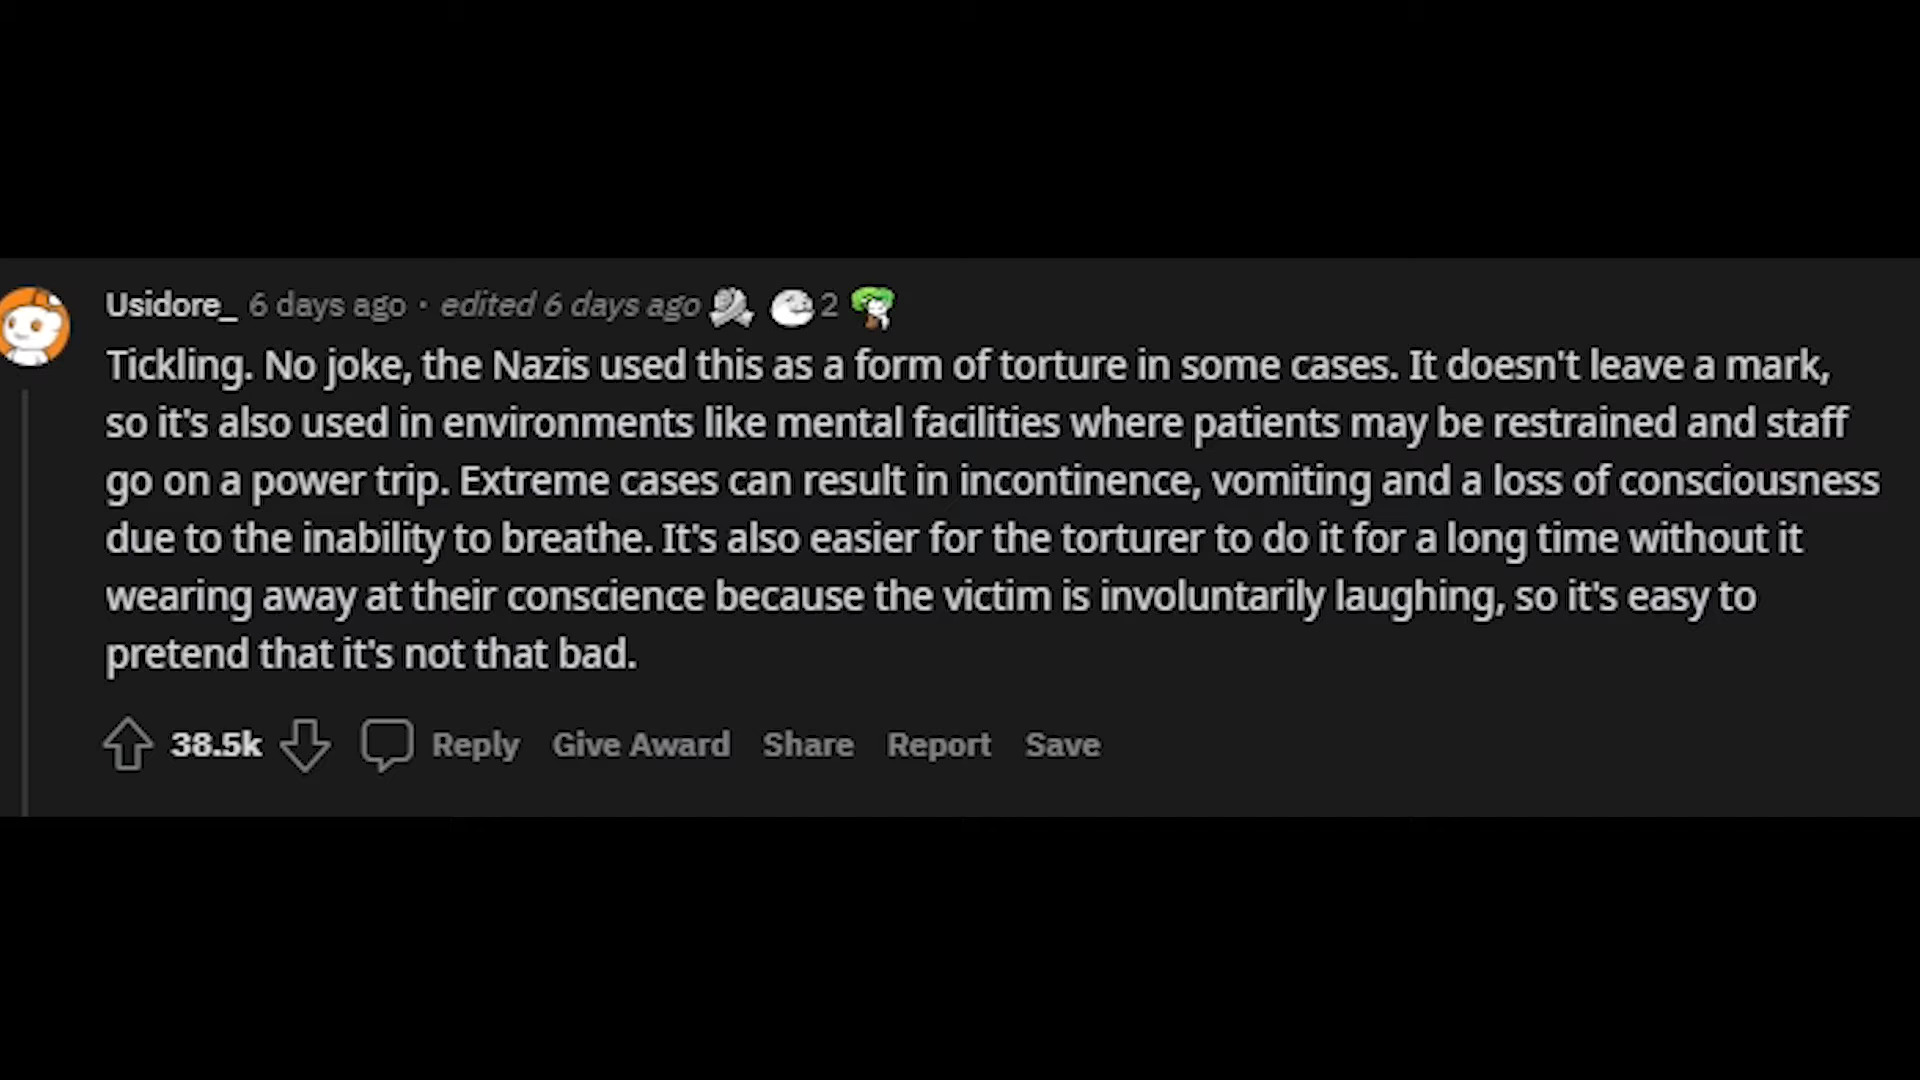 Usidore_ 6 days ago · edited 6 days ago 2
Tickling. No joke, the Nazis used this as a form of torture in some cases. It doesn't leave a mark,
so it's also used in environments like mental facilities where patients may be restrained and staff
go on a power trip. Extreme cases can result in incontinence, vomiting and a loss of consciousness
due to the inability to breathe. It's also easier for the torturer to do it for a long time without it
wearing away at their conscience because the victim is involuntarily laughing, so it's easy to
pretend that it's not that bad.
38.5k Reply Give Award Share Report Save